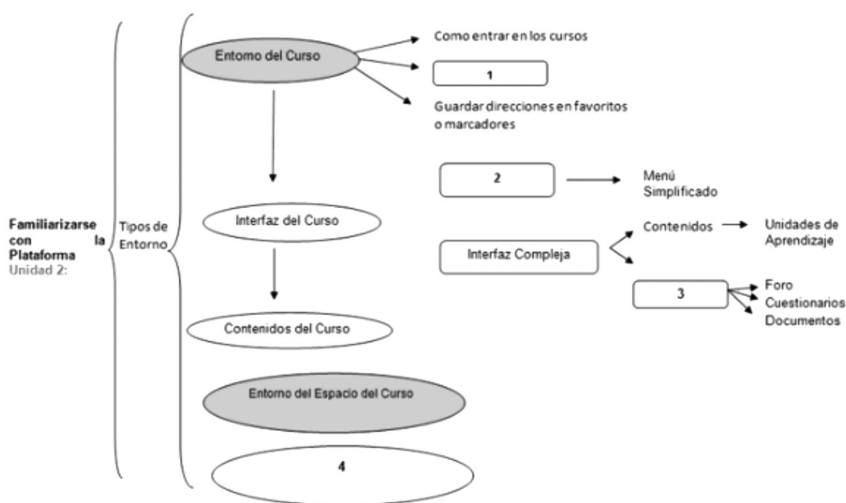 Entorno del Curso
Como entrar en los cursos
1
Guardar direcciones en favoritos
o marcadores
2
Menú
Simplificado
Familiarizarse
con la
Plataforma
Unidad 2:
Tipos de
Entorno
Interfaz del Curso
Interfaz Compleja
Contenidos
Unidades de
Aprendizaje
3
Foro
Cuestionarios
Documentos
Contenidos del Curso
Entorno del Espacio del Curso
4